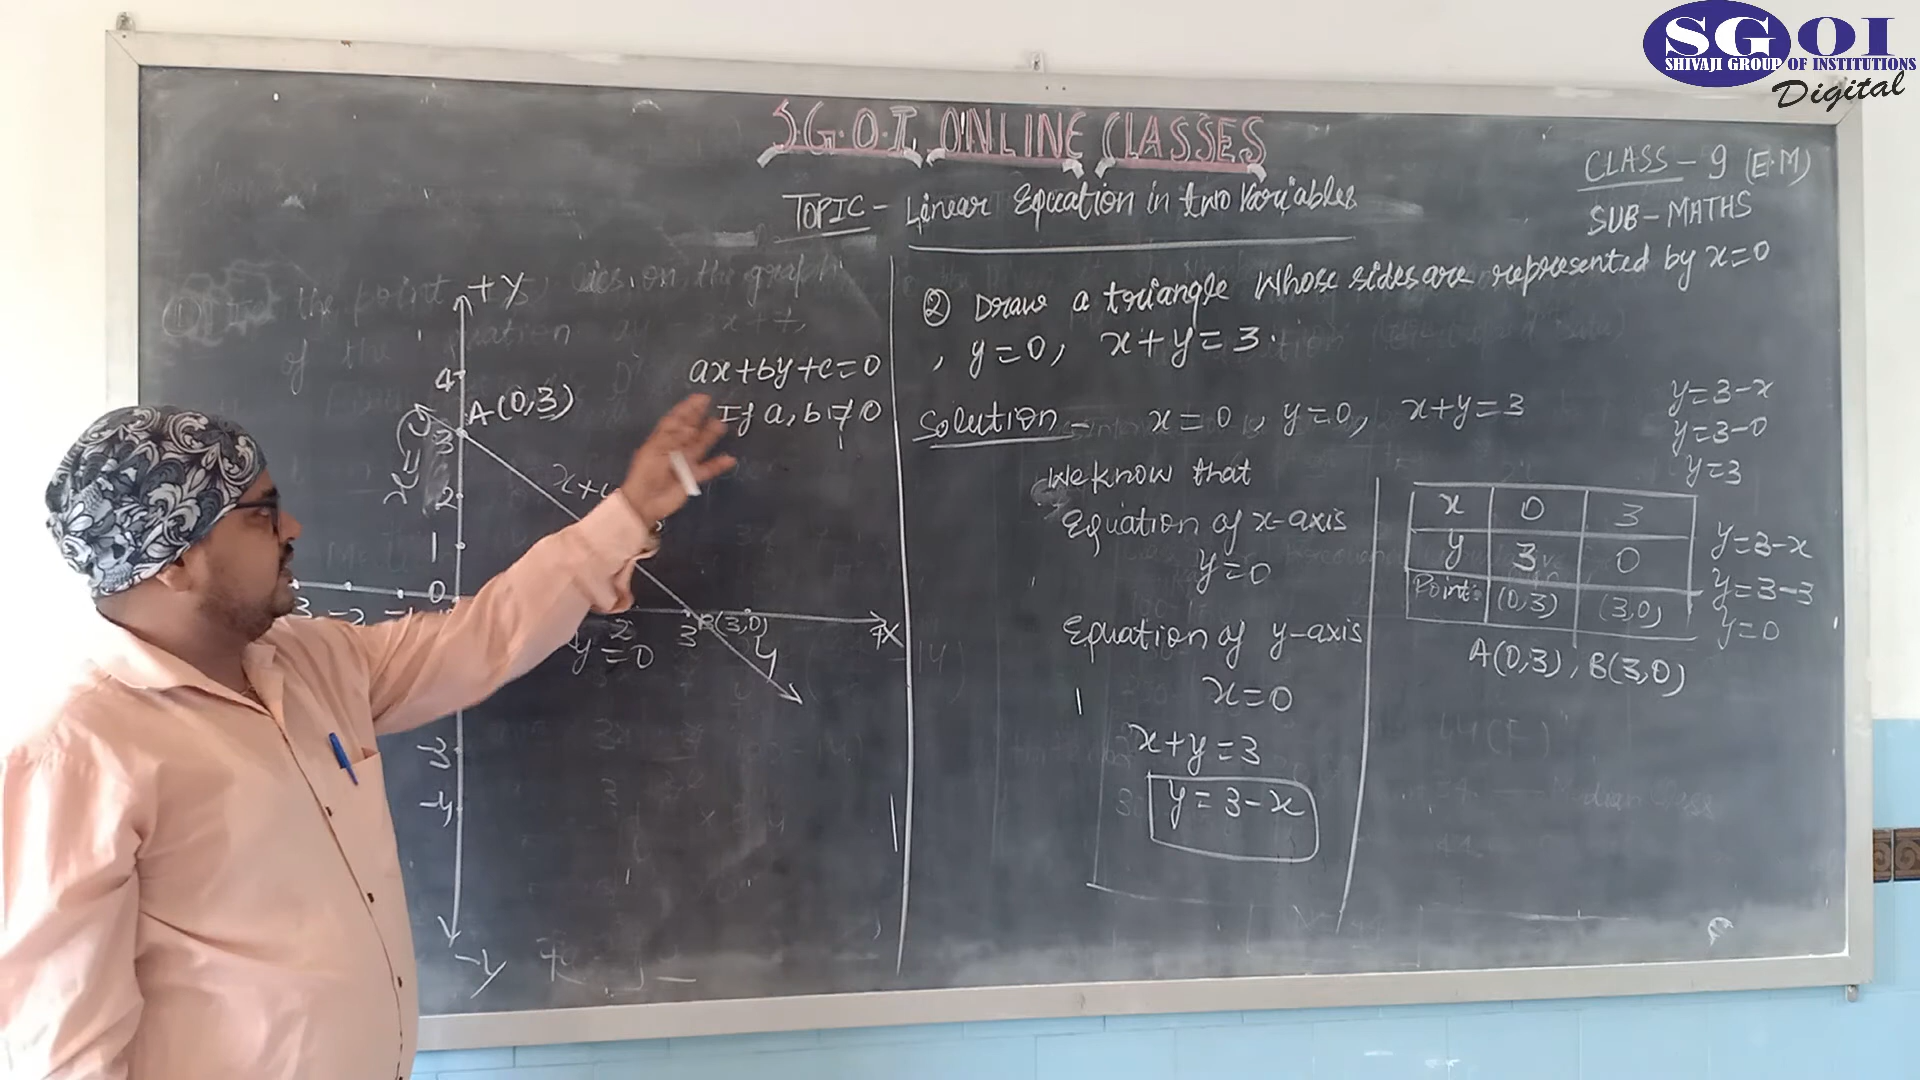 SGOI
SHIVAJI GROUP OF INSTITUTIONS
Digital
S.G.O.I. ONLINE CLASSES
TOPIC - Linear Equation in two Variables
CLASS - 9 (E.M)
SUB - MATHS
+Y
4
A(0,3)
3
2
1
0
-2
-1
2
3
B(3,0)
y=0
-3
-4
-y
ax+by+c=0
If a, b ≠ 0
② Draw a triangle whose sides are represented by x=0
, y=0, x+y=3.
Solution - x=0, y=0, x+y=3
We know that
Equation of x-axis
y=0
Equation of y-axis
x=0
x+y=3
y=3-x
y=3-x
y=3-0
y=3
x 0 3
y 3 0
Point: (0,3) (3,0)
A(0,3), B(3,0)
y=3-x
y=3-3
y=0